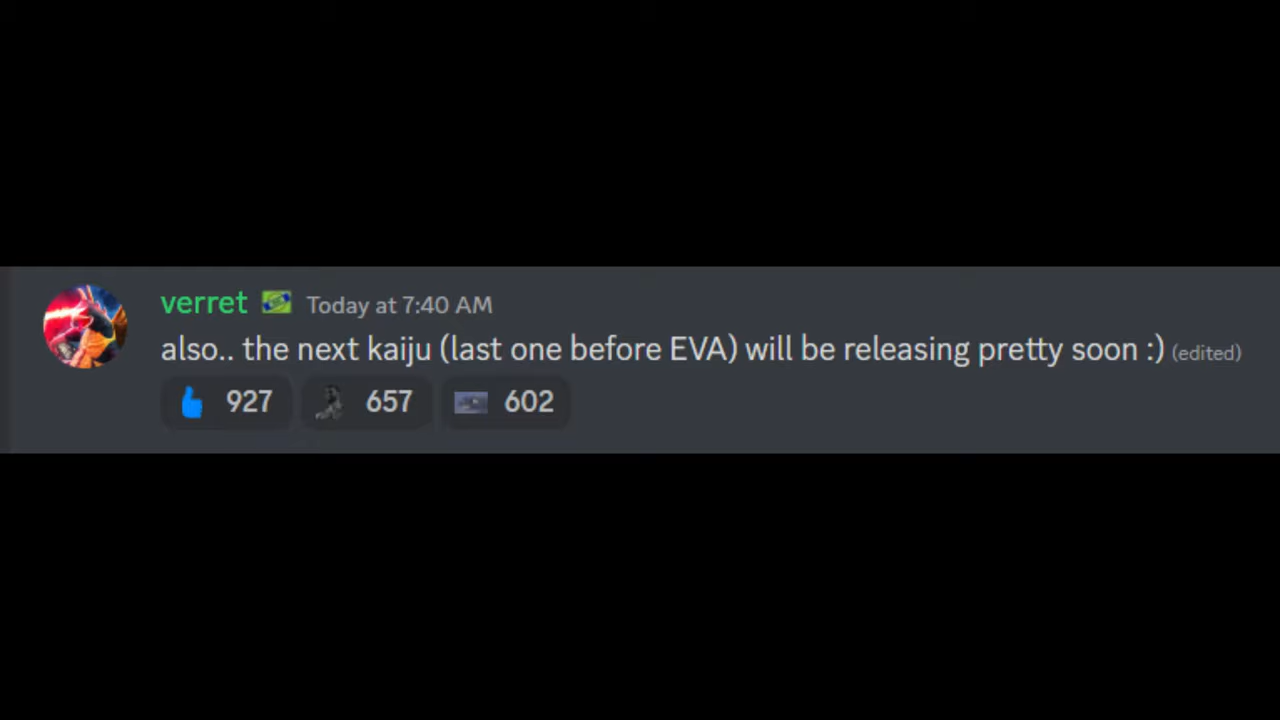 verret Today at 7:40 AM
also.. the next kaiju (last one before EVA) will be releasing pretty soon :) (edited)
927 657 602